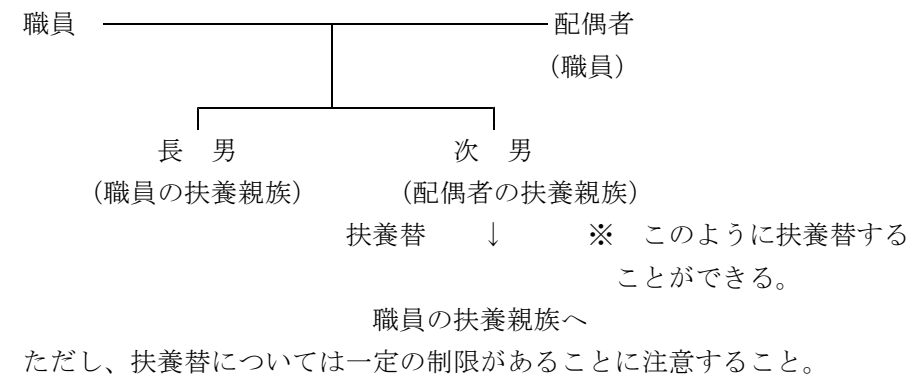 職員 配偶者
（職員）
長　男 次　男
（職員の扶養親族） （配偶者の扶養親族）
扶養替 ↓ ※　このように扶養替する
ことができる。
職員の扶養親族へ
ただし、扶養替については一定の制限があることに注意すること。